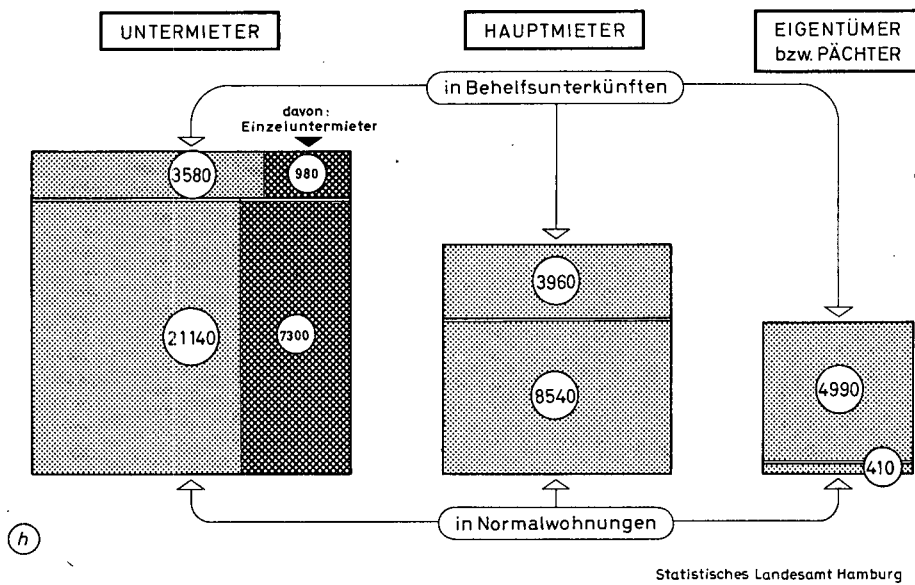 UNTERMIETER
HAUPTMIETER
EIGENTÜMER
bzw. PÄCHTER
in Behelfsunterkünften
davon:
Einzeluntermieter
3580
980
3960
21140
7300
8540
4990
410
in Normalwohnungen
h
Statistisches Landesamt Hamburg